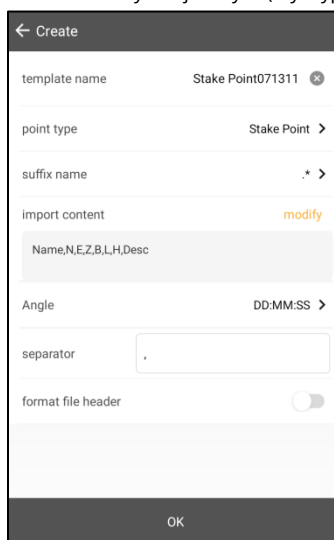 ← Create
template name Stake Point071311
point type Stake Point >
suffix name .* >
import content modify
Name,N,E,Z,B,L,H,Desc
Angle DD:MM:SS >
separator ,
format file header
OK